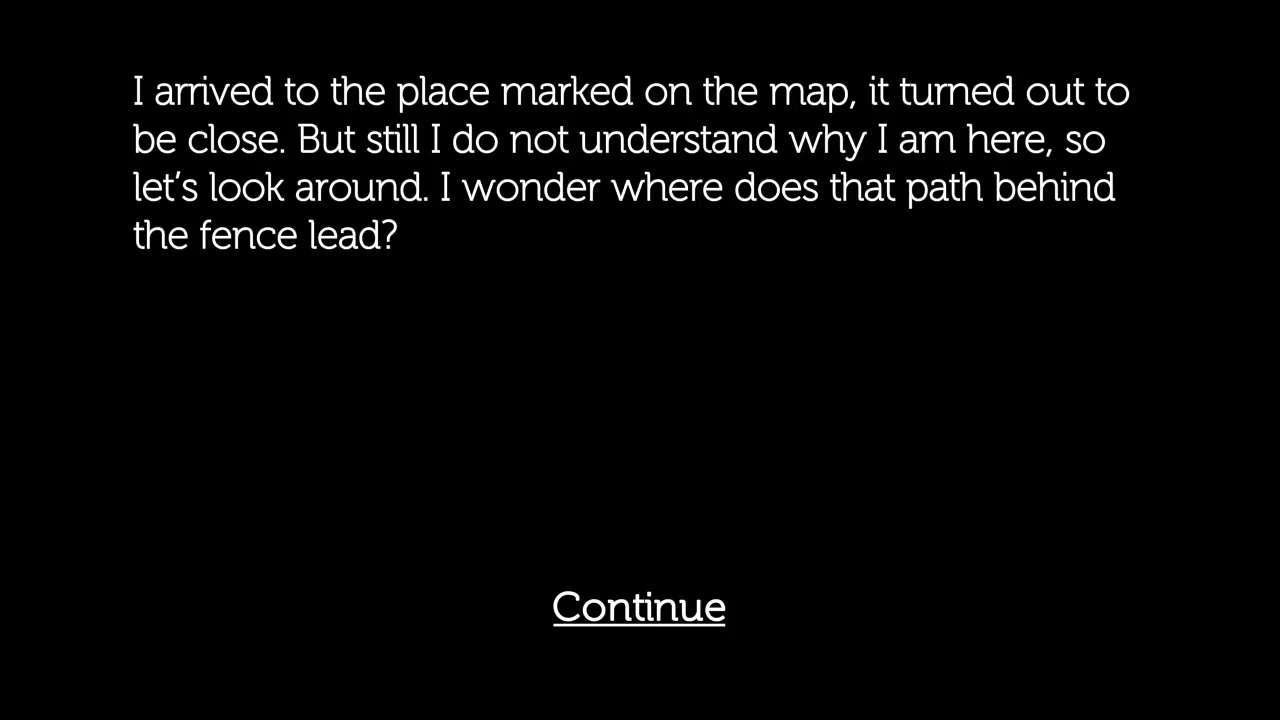 I arrived to the place marked on the map, it turned out to
be close. But still I do not understand why I am here, so
let’s look around. I wonder where does that path behind
the fence lead?
Continue